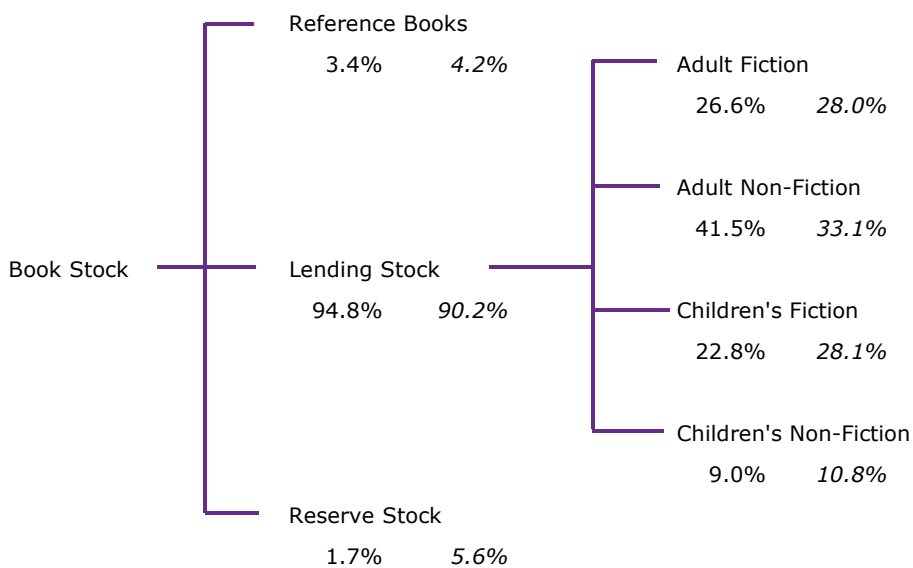 Reference Books
3.4% 4.2%
Adult Fiction
26.6% 28.0%
Adult Non-Fiction
41.5% 33.1%
Book Stock
Lending Stock
94.8% 90.2%
Children's Fiction
22.8% 28.1%
Children's Non-Fiction
9.0% 10.8%
Reserve Stock
1.7% 5.6%